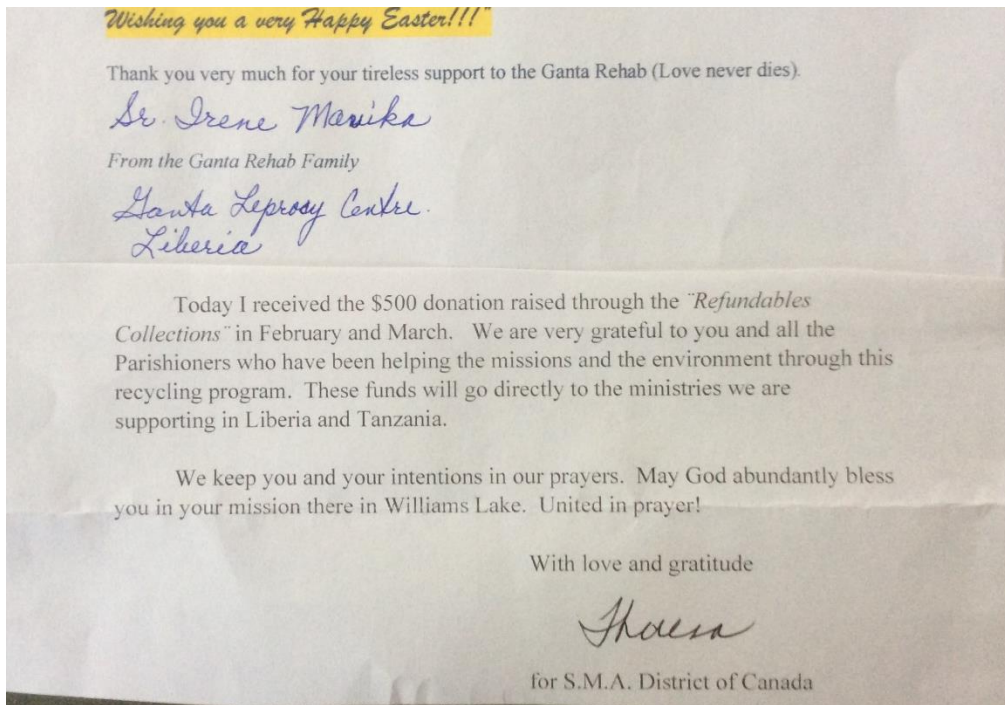 Wishing you a very Happy Easter!!!"
Thank you very much for your tireless support to the Ganta Rehab (Love never dies).
Sr. Irene Manika
From the Ganta Rehab Family
Ganta Leprosy Centre.
Liberia
Today I received the $500 donation raised through the ¨Refundables
Collections¨ in February and March. We are very grateful to you and all the
Parishioners who have been helping the missions and the environment through this
recycling program. These funds will go directly to the ministries we are
supporting in Liberia and Tanzania.
We keep you and your intentions in our prayers. May God abundantly bless
you in your mission there in Williams Lake. United in prayer!
With love and gratitude
for S.M.A. District of Canada